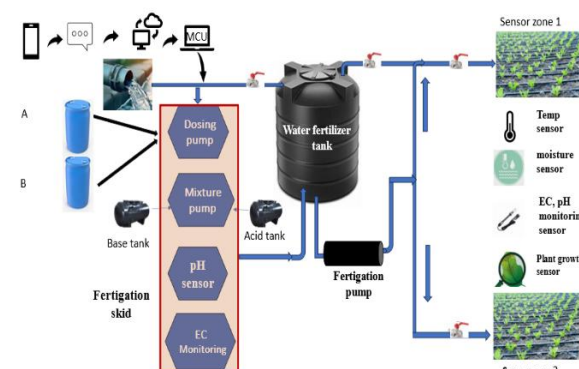 Sensor zone 1
MCU
A
B
Dosing
pump
Water fertilizer
tank
Temp
sensor
moisture
sensor
Mixture
pump
Base tank
Acid tank
EC, pH
monitorin
sensor
pH
sensor
Fertigation
pump
Plant growt
sensor
Fertigation
skid
EC
Monitoring